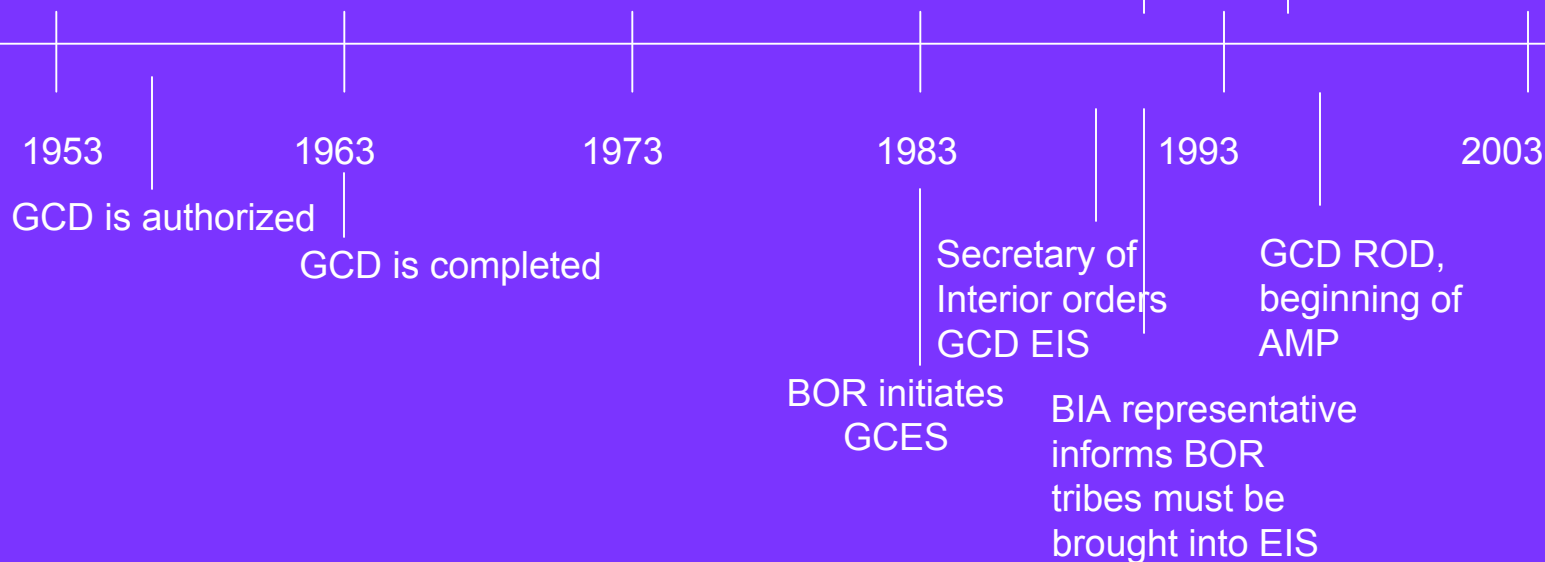 1953
1963
1973
1983
1993
2003
GCD is authorized
GCD is completed
BOR initiates
GCES
Secretary of
Interior orders
GCD EIS
BIA representative
informs BOR
tribes must be
brought into EIS
GCD ROD,
beginning of
AMP